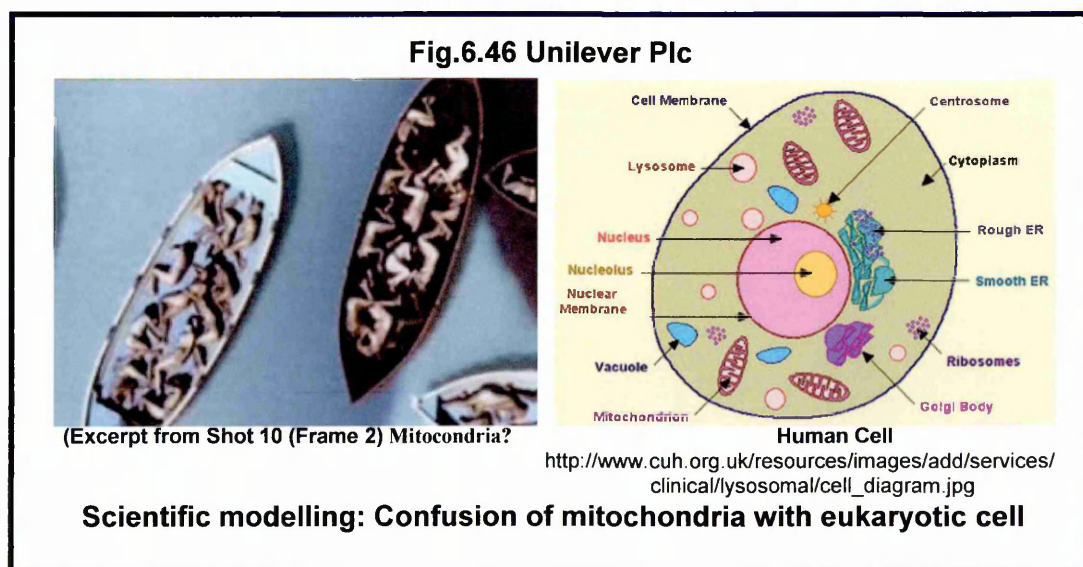 Fig.6.46 Unilever Plc
Cell Membrane
Centrosome
Lysosome
Cytoplasm
Nucleus
Rough ER
Nucleolus
Smooth ER
Nuclear
Membrane
Vacuole
Ribosomes
Mitochondrion
Golgi Body
(Excerpt from Shot 10 (Frame 2) Mitocondria?
Human Cell
http://www.cuh.org.uk/resources/images/add/services/
clinical/lysosomal/cell_diagram.jpg
Scientific modelling: Confusion of mitochondria with eukaryotic cell